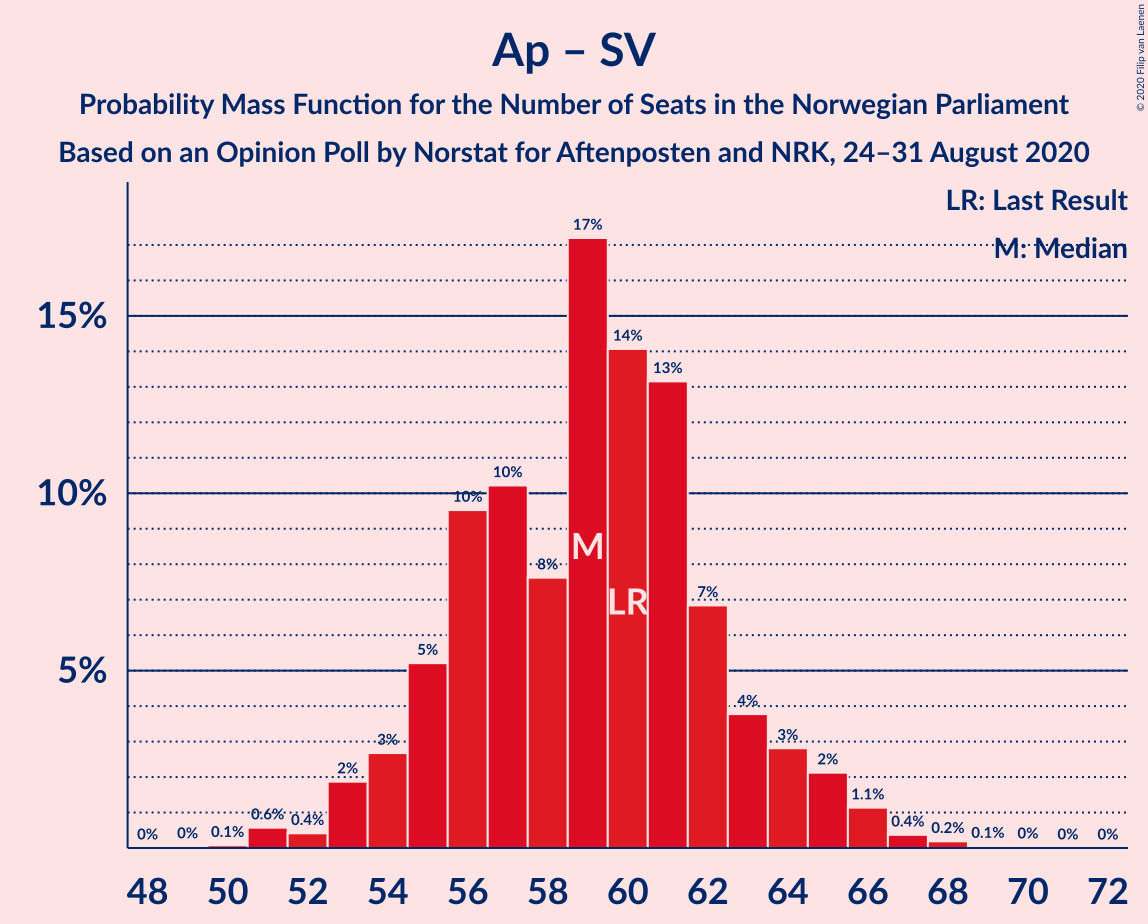 Ap – SV
Probability Mass Function for the Number of Seats in the Norwegian Parliament
Based on an Opinion Poll by Norstat for Aftenposten and NRK, 24–31 August 2020
© 2020 Filip van Laenen
LR: Last Result
M: Median
15%
10%
5%
0% 0% 0.1% 0.6% 0.4% 2% 3% 5% 10% 10% 8% 17% 14% 13% 7% 4% 3% 2% 1.1% 0.4% 0.2% 0.1% 0% 0% 0%
M
LR
48 50 52 54 56 58 60 62 64 66 68 70 72